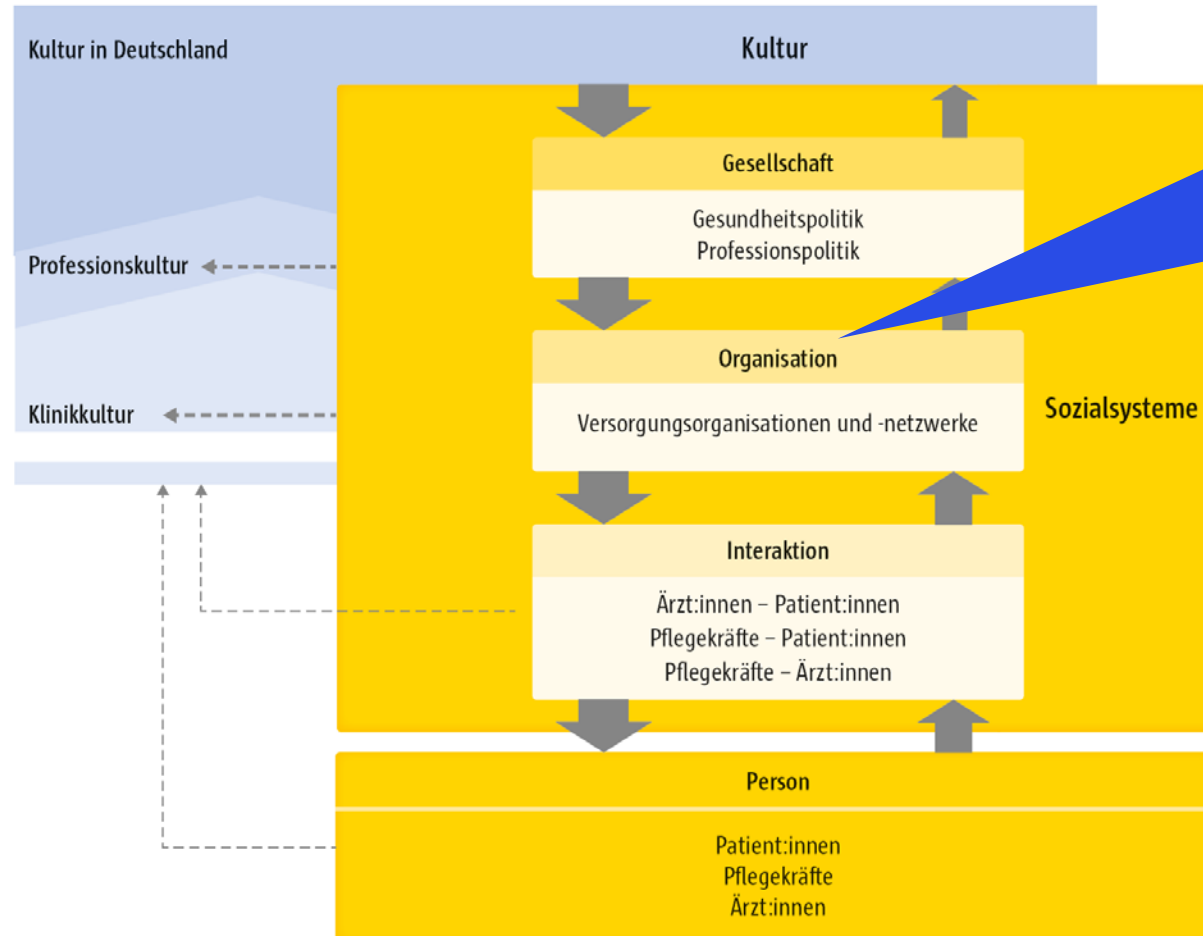 Kultur in Deutschland
Kultur
Gesellschaft
Gesundheitspolitik
Professionspolitik
Professionskultur
Organisation
Versorgungsorganisationen und -netzwerke
Klinikkultur
Sozialsysteme
Interaktion
Ärzt:innen – Patient:innen
Pflegekräfte – Patient:innen
Pflegekräfte – Ärzt:innen
Person
Patient:innen
Pflegekräfte
Ärzt:innen